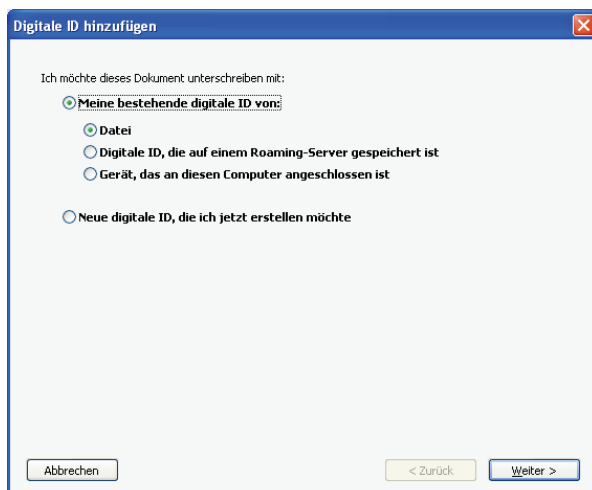 Digitale ID hinzufügen
Ich möchte dieses Dokument unterschreiben mit:
Meine bestehende digitale ID von:
Datei
Digitale ID, die auf einem Roaming-Server gespeichert ist
Gerät, das an diesen Computer angeschlossen ist
Neue digitale ID, die ich jetzt erstellen möchte
Abbrechen
< Zurück
Weiter >